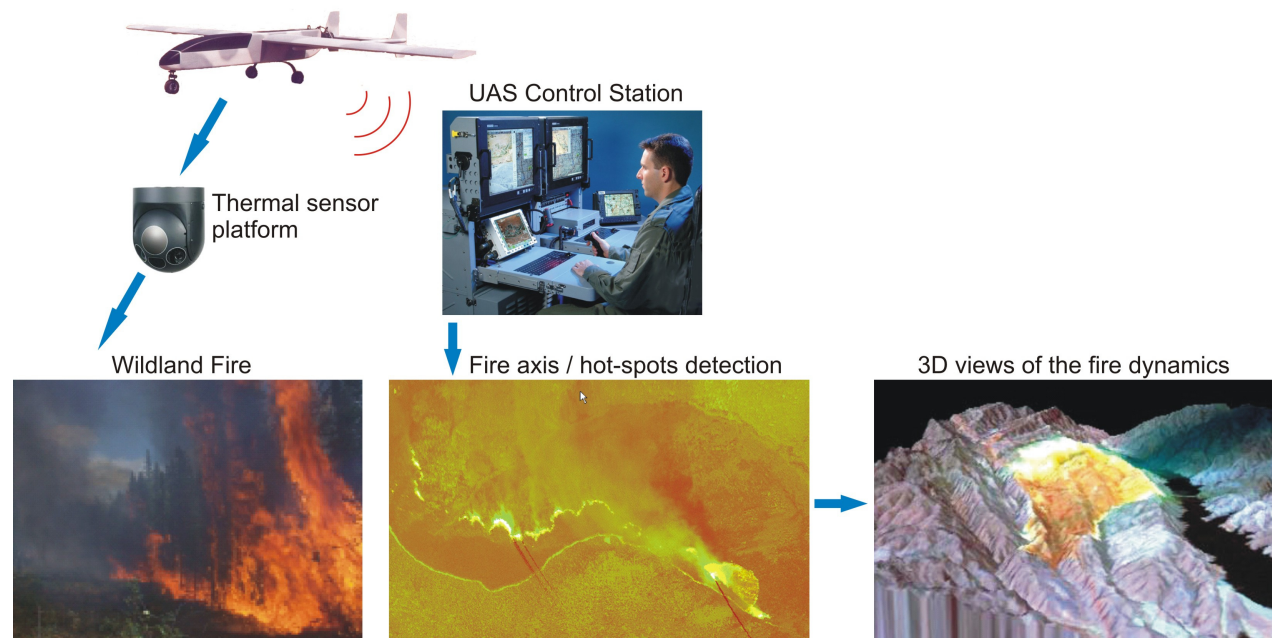 UAS Control Station
Thermal sensor
platform
Wildland Fire
Fire axis / hot-spots detection
3D views of the fire dynamics